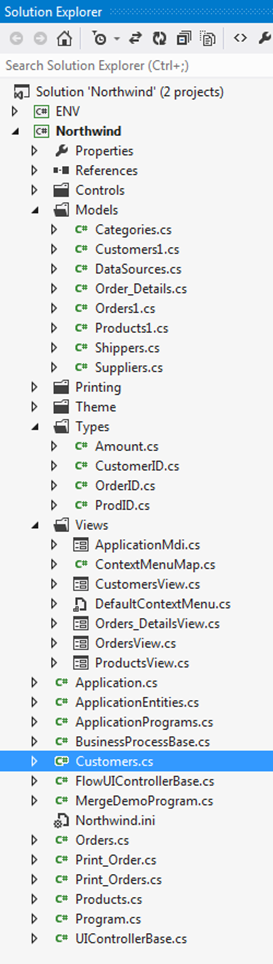 Solution Explorer
Search Solution Explorer (Ctrl+;)
Solution 'Northwind' (2 projects)
C# ENV
C# Northwind
Properties
References
Controls
Models
C# Categories.cs
C# Customers1.cs
C# DataSources.cs
C# Order_Details.cs
C# Orders1.cs
C# Products1.cs
C# Shippers.cs
C# Suppliers.cs
Printing
Theme
Types
C# Amount.cs
C# CustomerID.cs
C# OrderID.cs
C# ProdID.cs
Views
ApplicationMdi.cs
C# ContextMenuMap.cs
CustomersView.cs
DefaultContextMenu.cs
Orders_DetailsView.cs
OrdersView.cs
ProductsView.cs
C# Application.cs
C# ApplicationEntities.cs
C# ApplicationPrograms.cs
C# BusinessProcessBase.cs
C# Customers.cs
C# FlowUIControllerBase.cs
C# MergeDemoProgram.cs
Northwind.ini
C# Orders.cs
C# Print_Order.cs
C# Print_Orders.cs
C# Products.cs
C# Program.cs
C# UIControllerBase.cs